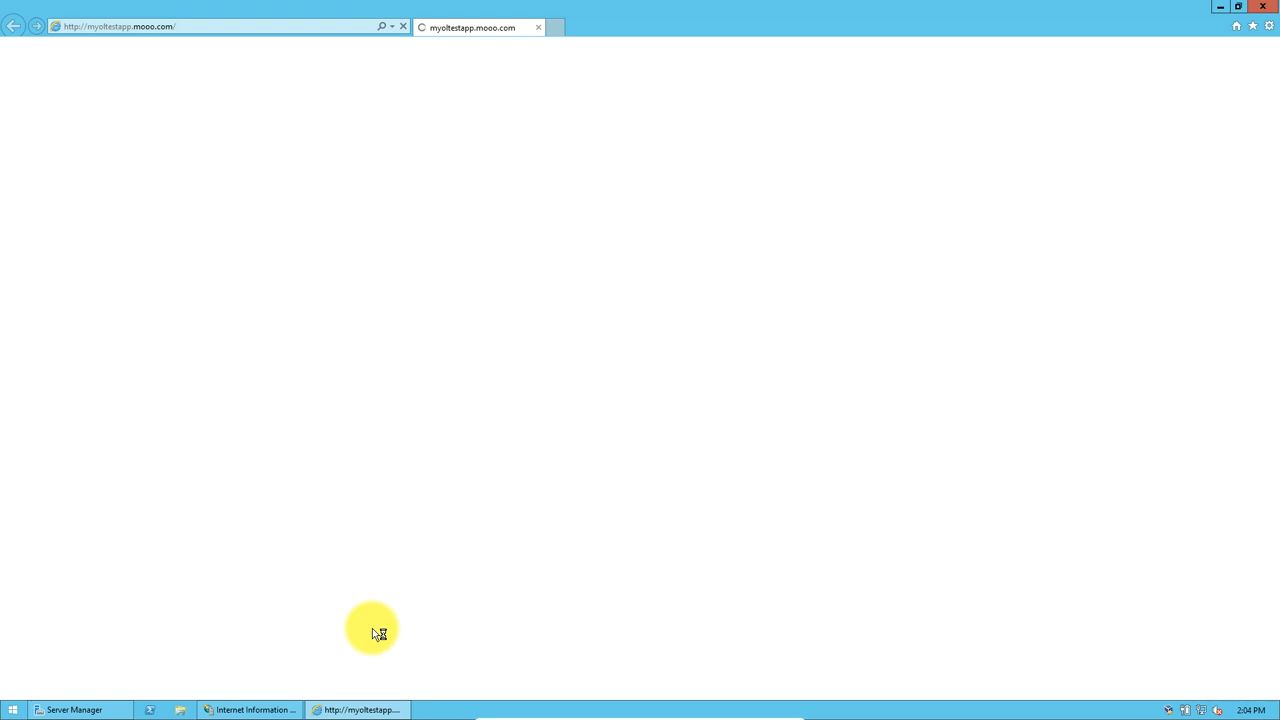 http://myoltestapp.mooo.com/
myoltestapp.mooo.com
Server Manager
Internet Information ...
http://myoltestapp....
2:04 PM